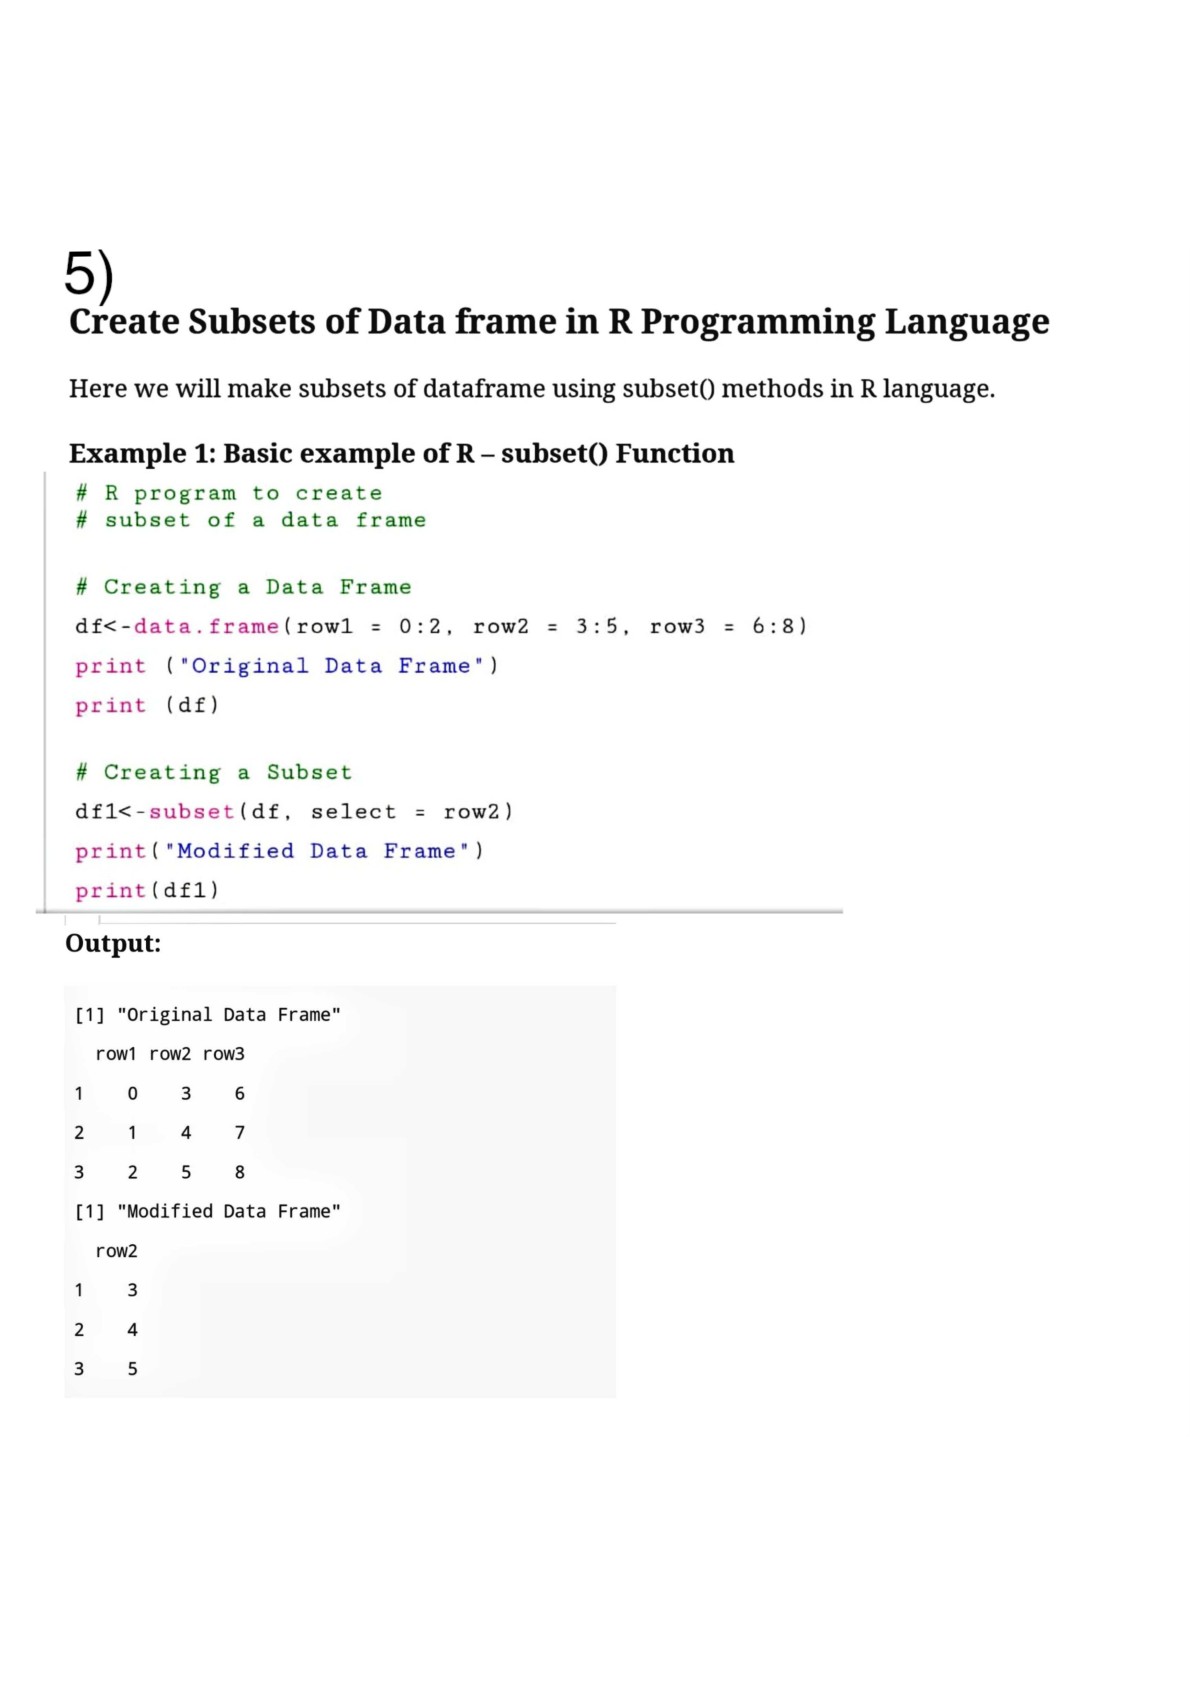 5)
Create Subsets of Data frame in R Programming Language
Here we will make subsets of dataframe using subset() methods in R language.
Example 1: Basic example of R – subset() Function
# R program to create
# subset of a data frame
# Creating a Data Frame
df<-data.frame(row1 = 0:2, row2 = 3:5, row3 = 6:8)
print ("Original Data Frame")
print (df)
# Creating a Subset
df1<-subset(df, select = row2)
print("Modified Data Frame")
print(df1)
Output:
[1] "Original Data Frame"
row1 row2 row3
1 0 3 6
2 1 4 7
3 2 5 8
[1] "Modified Data Frame"
row2
1 3
2 4
3 5